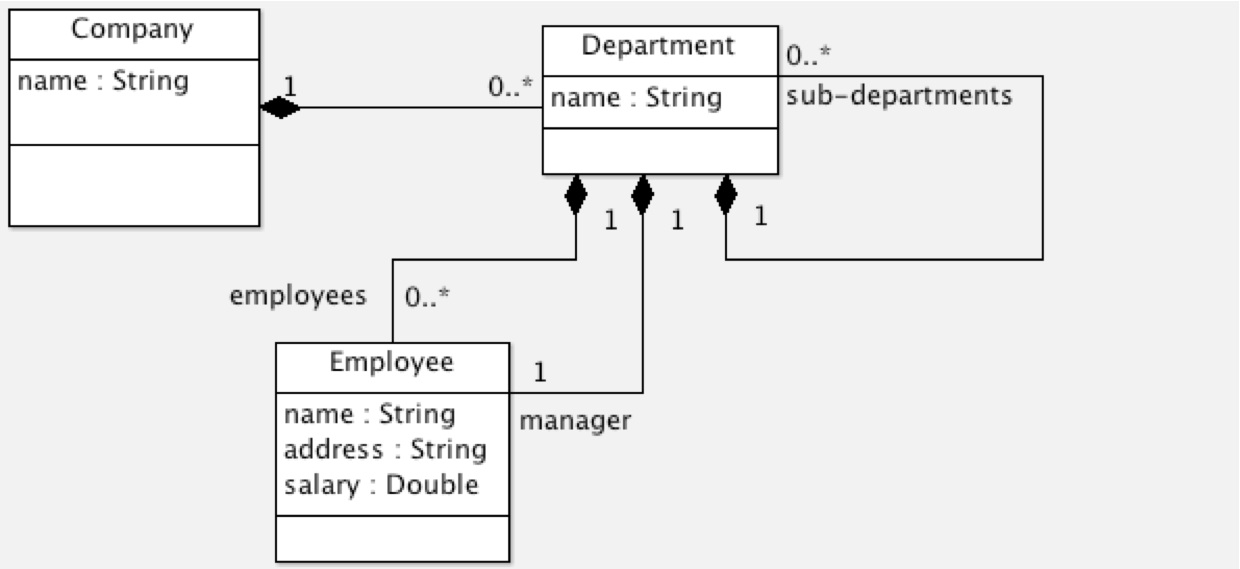 Company
name : String
1
0..*
Department
name : String
0..*
sub-departments
1
1
1
employees
0..*
Employee
name : String
address : String
salary : Double
1
manager